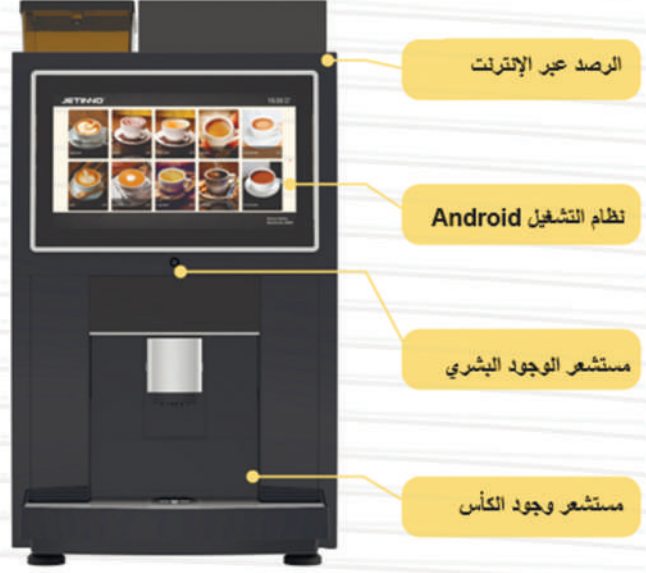 الرصد عبر الإنترنت
JETINNO
نظام التشغيل Android
مستشعر الوجود البشري
مستشعر وجود الكأس